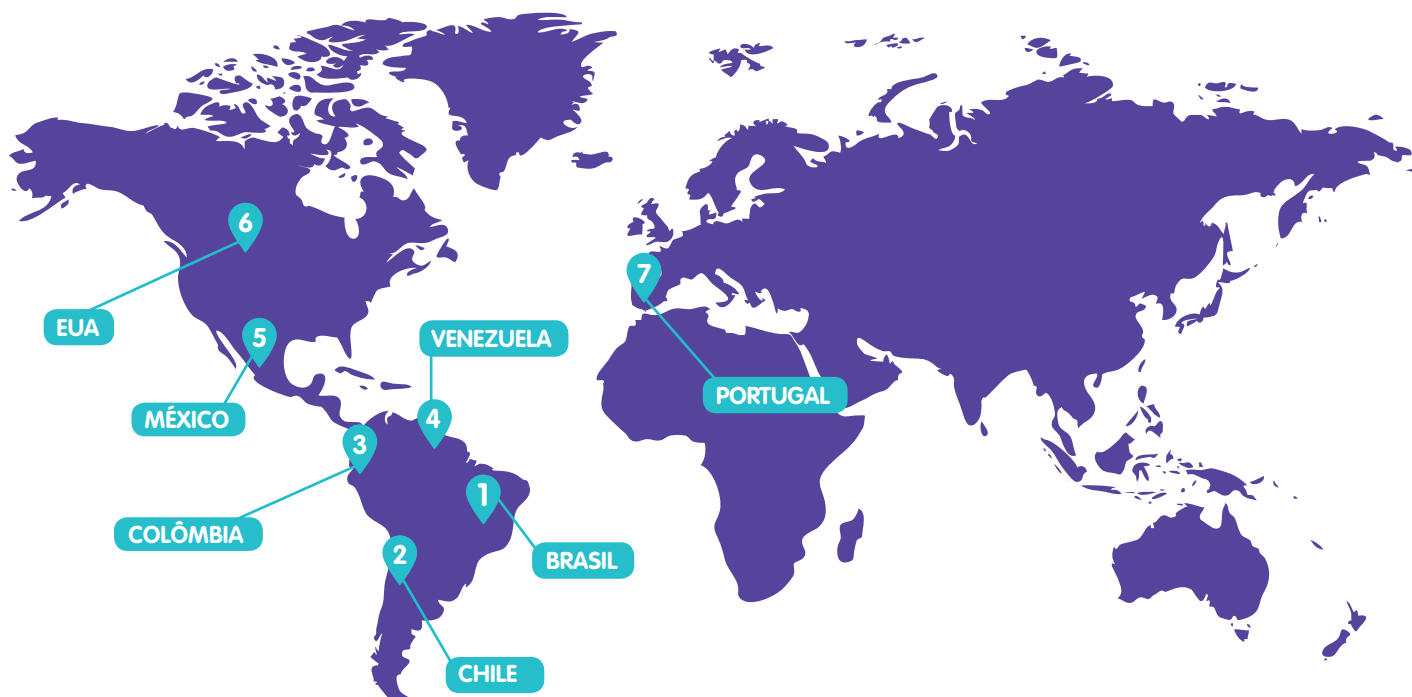 6
EUA
5
MÉXICO
VENEZUELA
4
3
COLÔMBIA
1
BRASIL
2
CHILE
7
PORTUGAL